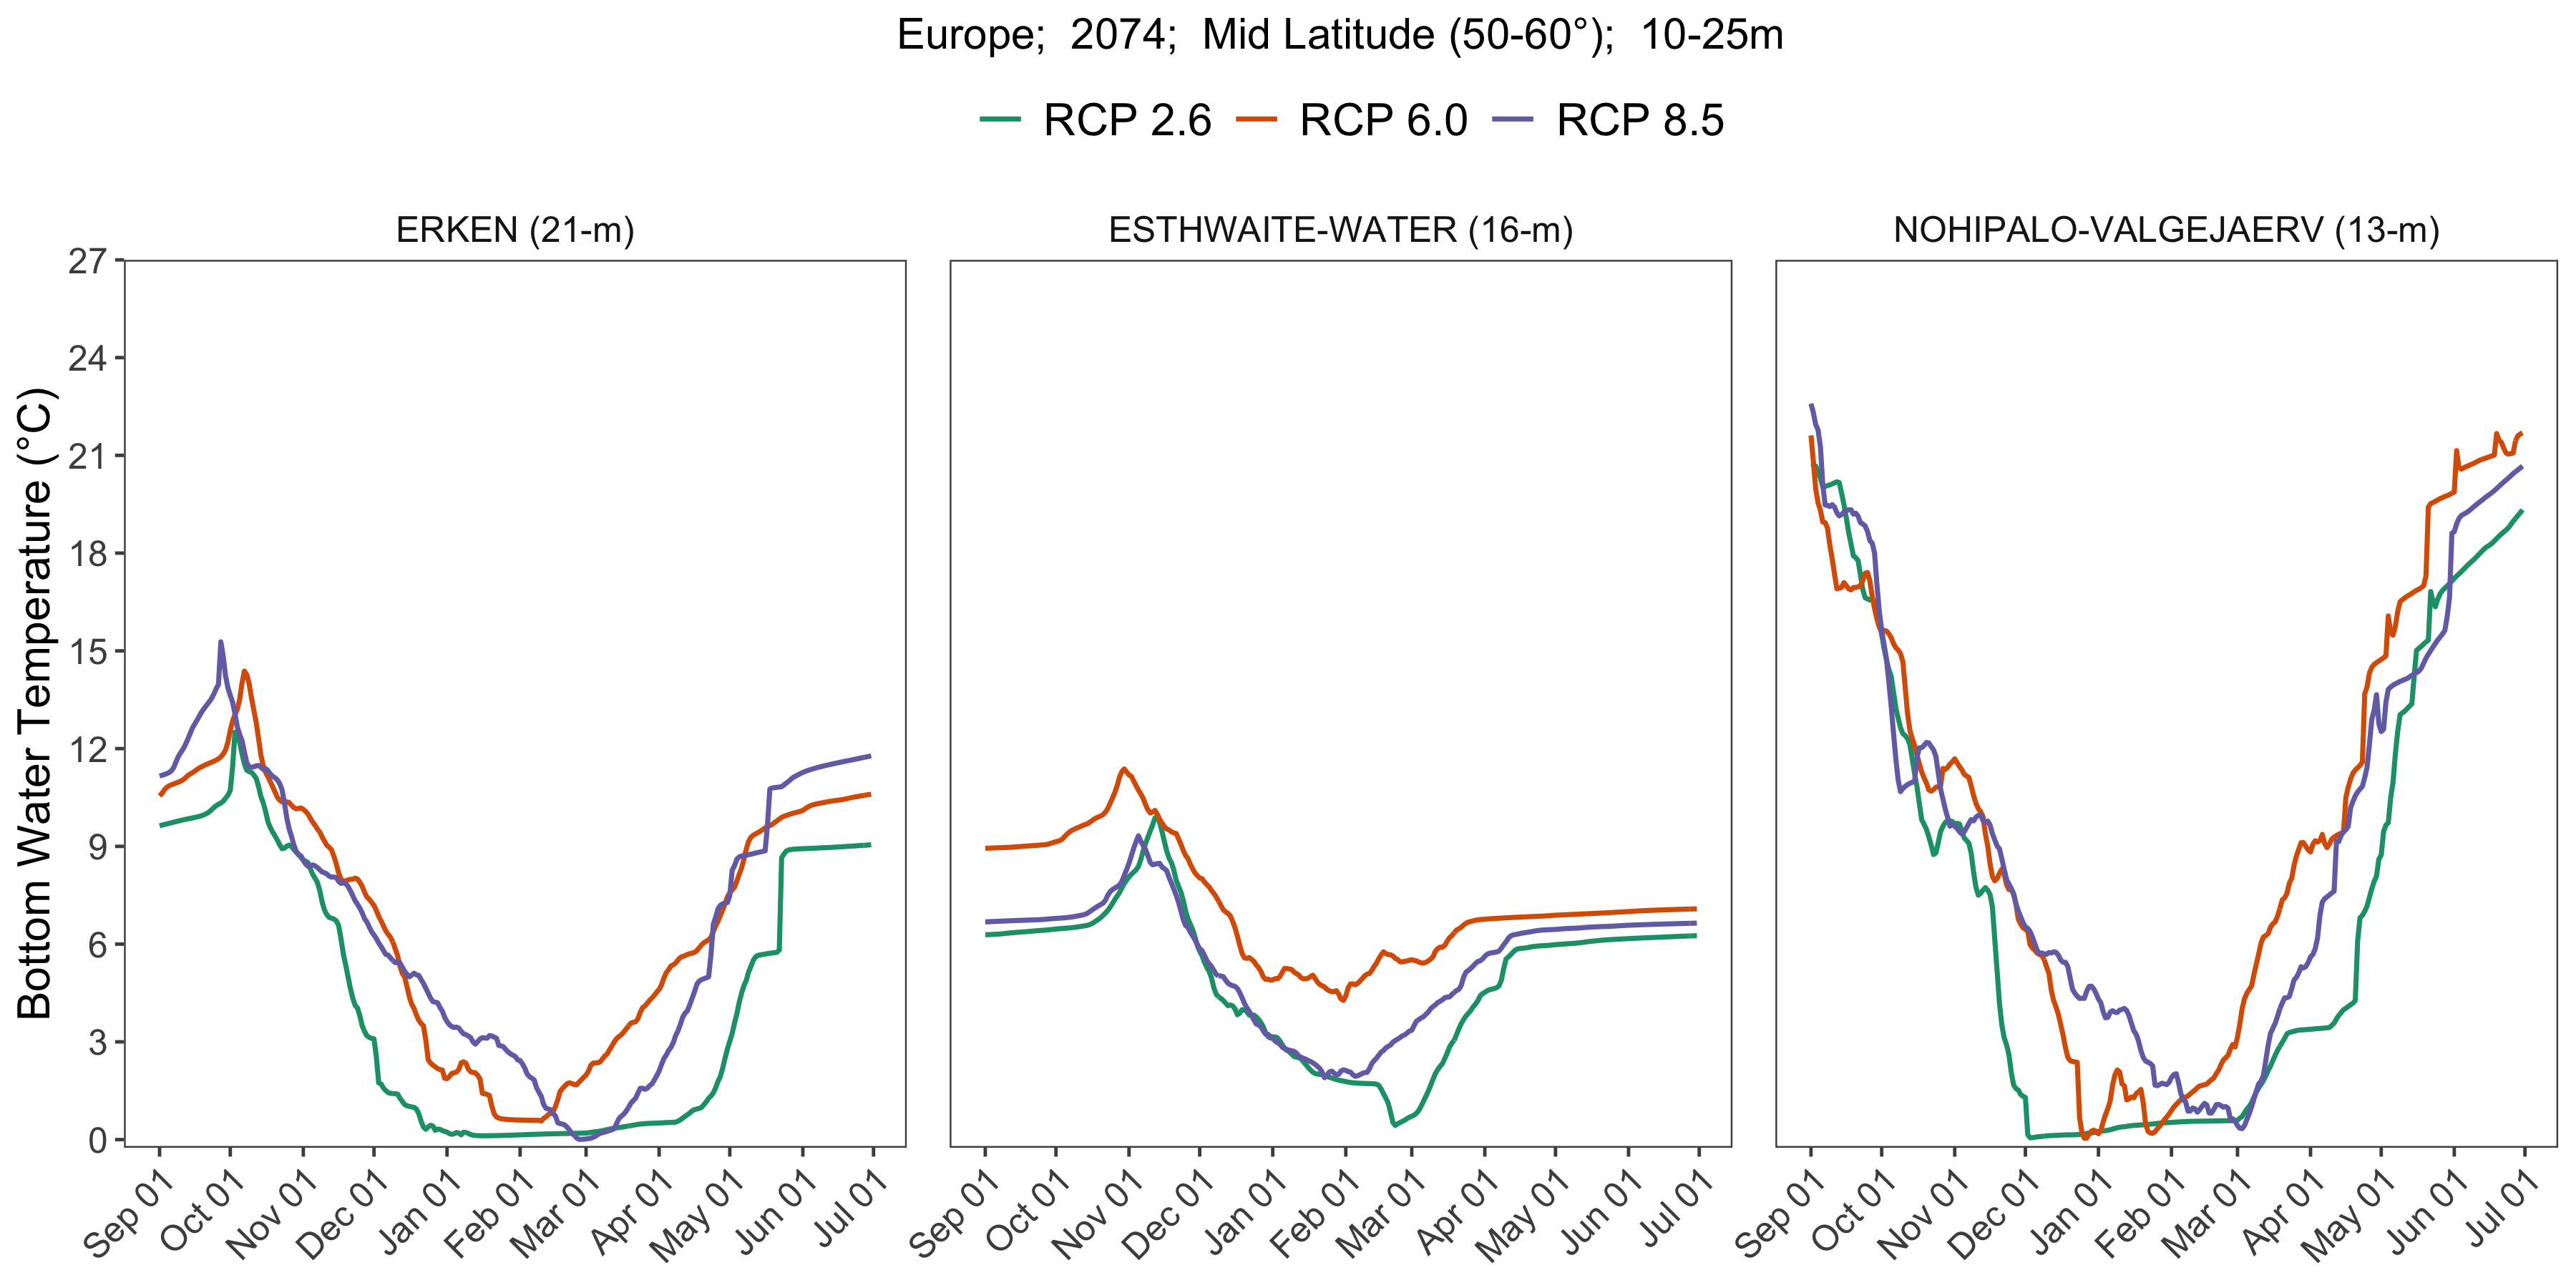 Europe;  2074;  Mid Latitude (50-60°);  10-25m
RCP 2.6 RCP 6.0 RCP 8.5
ERKEN (21-m) ESTHWAITE-WATER (16-m) NOHIPALO-VALGEJAERV (13-m)
Bottom Water Temperature (°C)
27
24
21
18
15
12
9
6
3
0
Sep 01 Oct 01 Nov 01 Dec 01 Jan 01 Feb 01 Mar 01 Apr 01 May 01 Jun 01 Jul 01 Sep 01 Oct 01 Nov 01 Dec 01 Jan 01 Feb 01 Mar 01 Apr 01 May 01 Jun 01 Jul 01 Sep 01 Oct 01 Nov 01 Dec 01 Jan 01 Feb 01 Mar 01 Apr 01 May 01 Jun 01 Jul 01